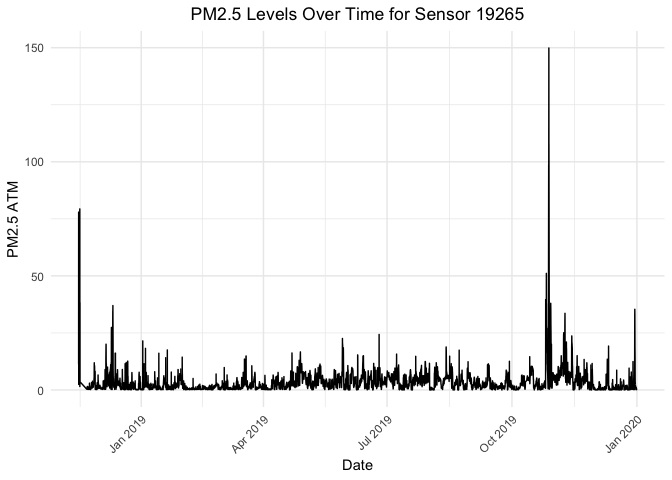 PM2.5 Levels Over Time for Sensor 19265
150
100
50
0
PM2.5 ATM
Jan 2019
Apr 2019
Jul 2019
Oct 2019
Jan 2020
Date